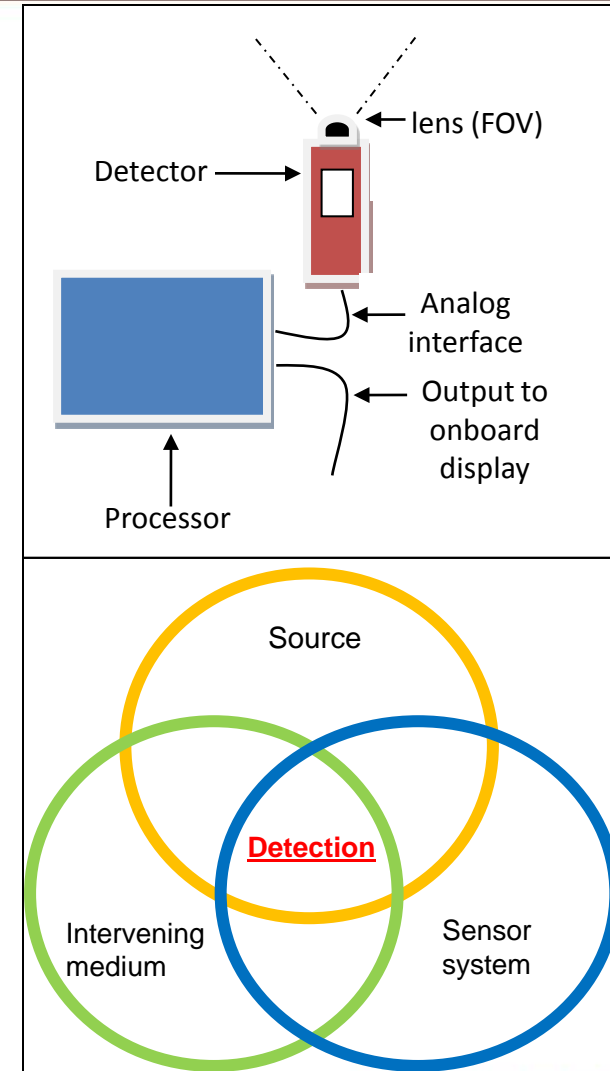 lens (FOV)
Detector
Analog
interface
Output to
onboard
display
Processor
Source
Detection
Intervening
medium
Sensor
system